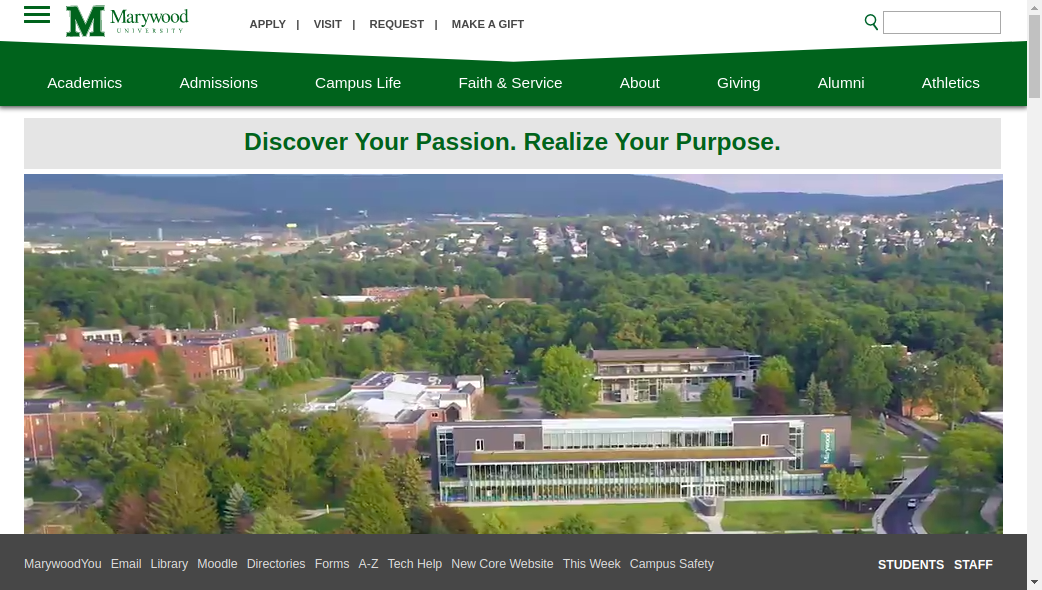 Marywood
UNIVERSITY
APPLY | VISIT | REQUEST | MAKE A GIFT
Academics Admissions Campus Life Faith & Service About Giving Alumni Athletics
Discover Your Passion. Realize Your Purpose.
Marywood
MarywoodYou Email Library Moodle Directories Forms A-Z Tech Help New Core Website This Week Campus Safety STUDENTS STAFF